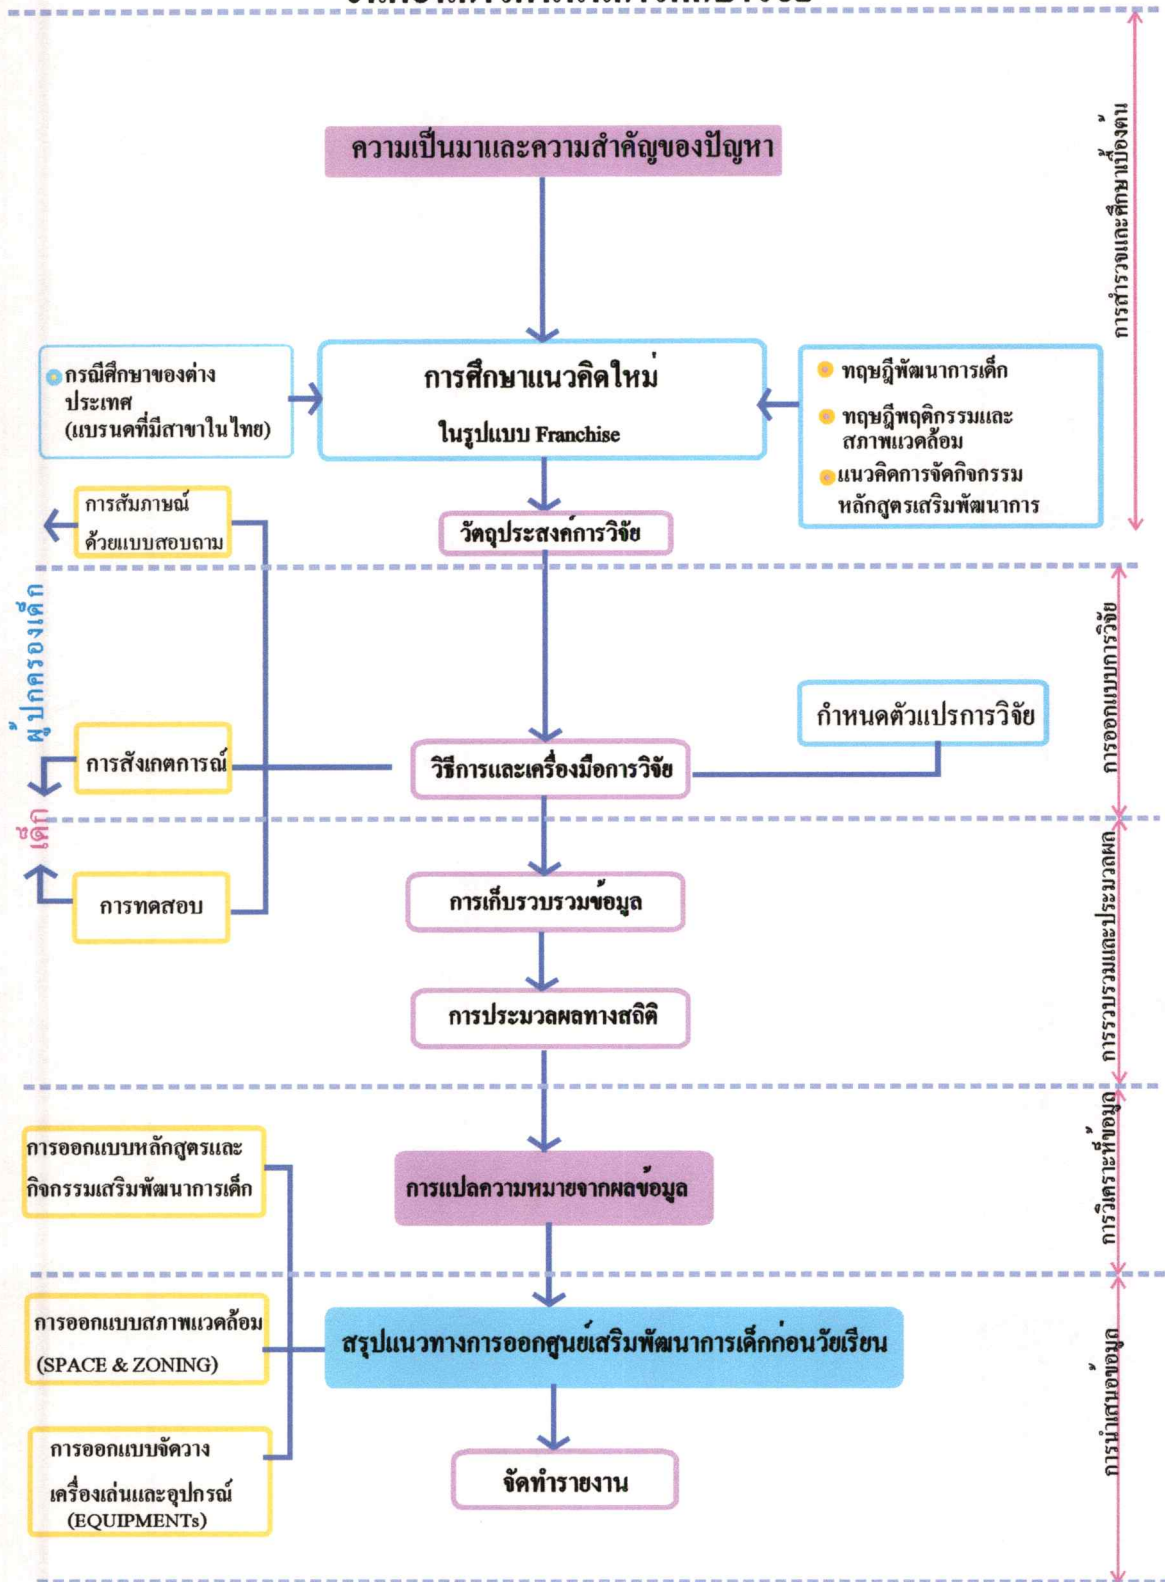 ความเป็นมาและความสำคัญของปัญหา
การสำรวจและศึกษาเบื้องต้น
กรณีศึกษาของต่าง
ประเทศ
(แบรนดที่มีสาขาในไทย)
การศึกษาแนวคิดใหม่
ในรูปแบบ Franchise
ทฤษฎีพัฒนาการเด็ก
ทฤษฎีพฤติกรรมและ
สภาพแวดล้อม
แนวคิดการจัดกิจกรรม
หลักสูตรเสริมพัฒนาการ
การสัมภาษณ์
ด้วยแบบสอบถาม
วัตถุประสงค์การวิจัย
ผู้ปกครองเด็ก
การออกแบบการวิจัย
กำหนดตัวแปรการวิจัย
การสังเกตการณ์
วิธีการและเครื่องมือการวิจัย
เด็ก
การทดสอบ
การเก็บรวบรวมข้อมูล
การรวบรวมและประมวลผล
การประมวลผลทางสถิติ
การออกแบบหลักสูตรและ
กิจกรรมเสริมพัฒนาการเด็ก
การแปลความหมายจากผลข้อมูล
การวิเคราะห์ข้อมูล
การออกแบบสภาพแวดล้อม
(SPACE & ZONING)
สรุปแนวทางการออกศูนย์เสริมพัฒนาการเด็กก่อนวัยเรียน
การนำเสนอข้อมูล
การออกแบบจัดวาง
เครื่องเล่นและอุปกรณ์
(EQUIPMENTs)
จัดทำรายงาน